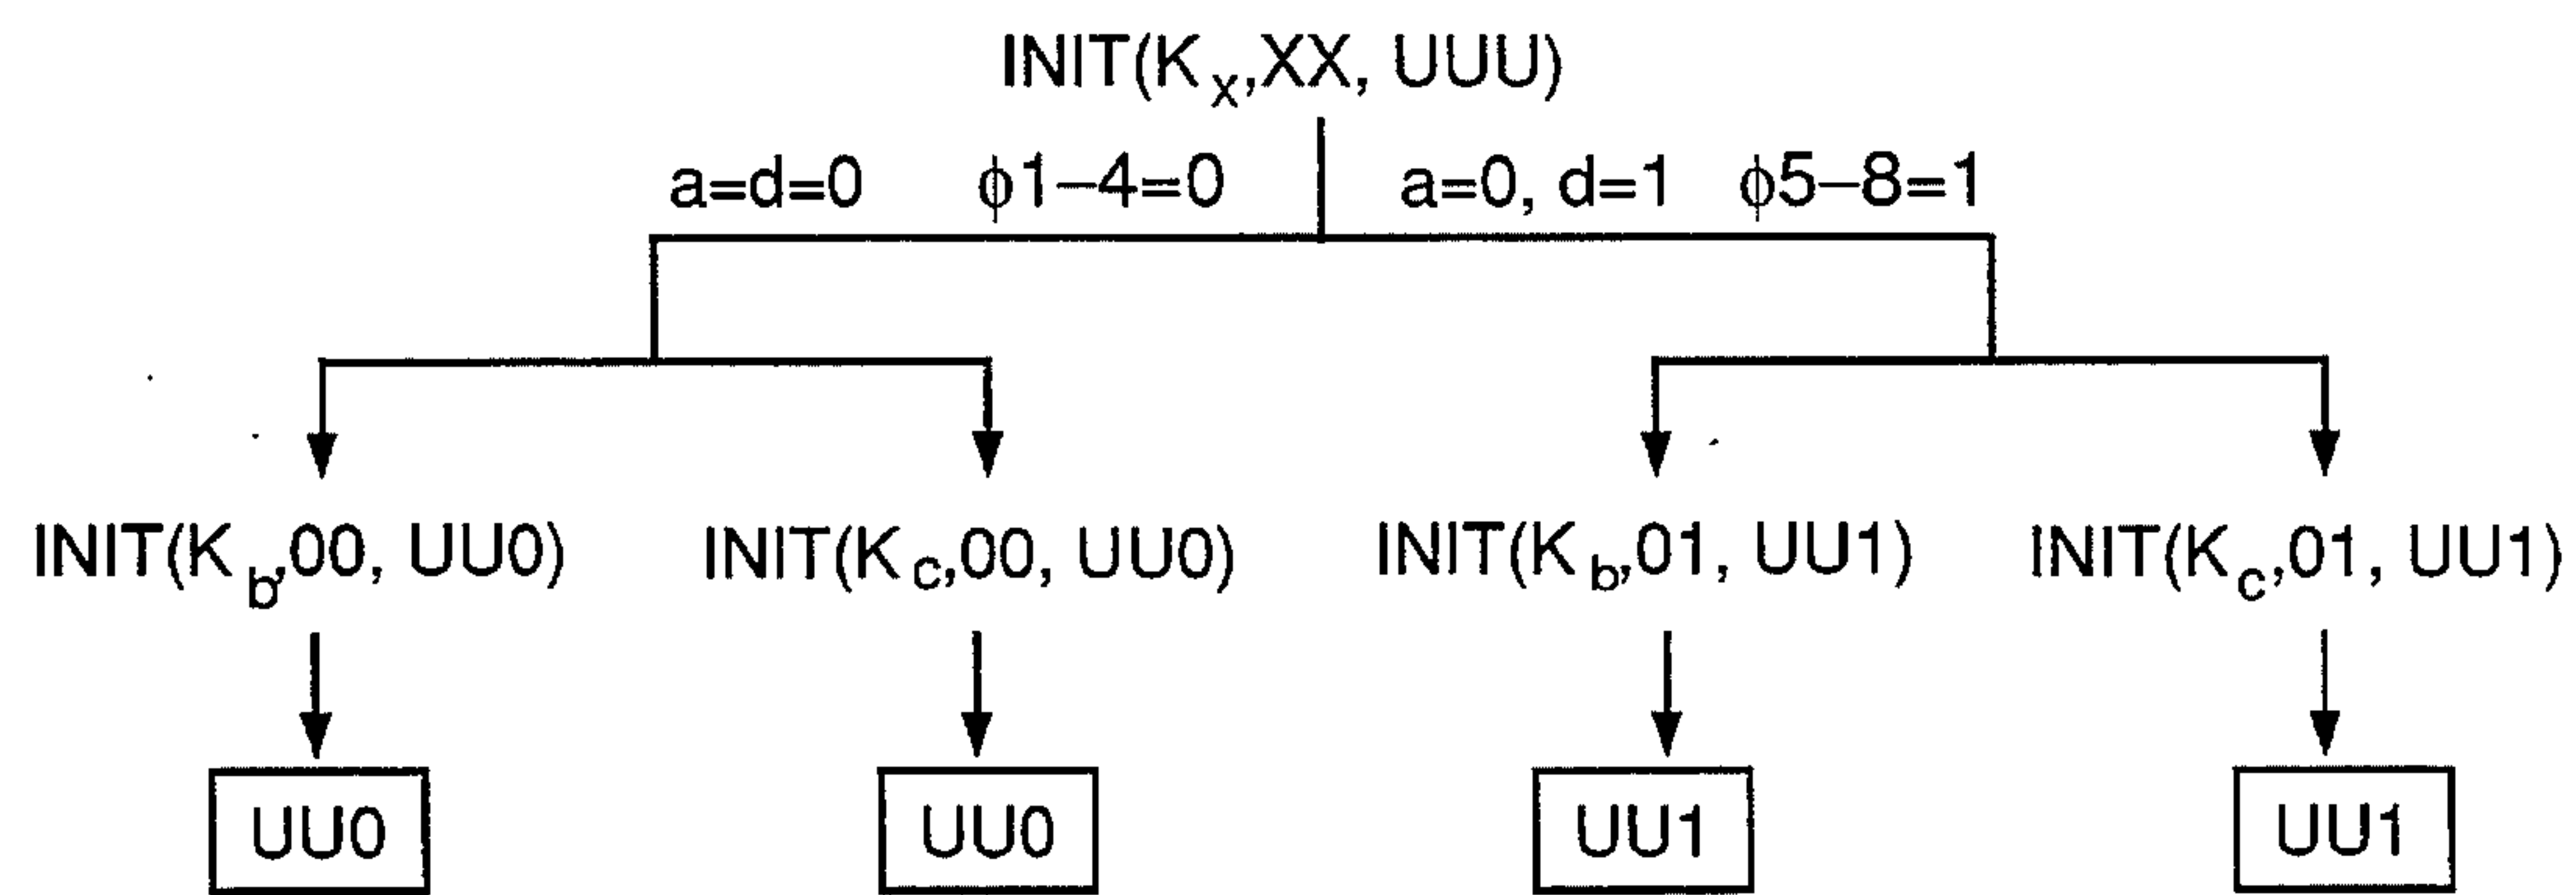 INIT(Kx,XX, UUU)
a=d=0 ϕ1–4=0 a=0, d=1 ϕ5–8=1
INIT(Kb,00, UU0) INIT(Kc,00, UU0) INIT(Kb,01, UU1) INIT(Kc,01, UU1)
UU0 UU0 UU1 UU1